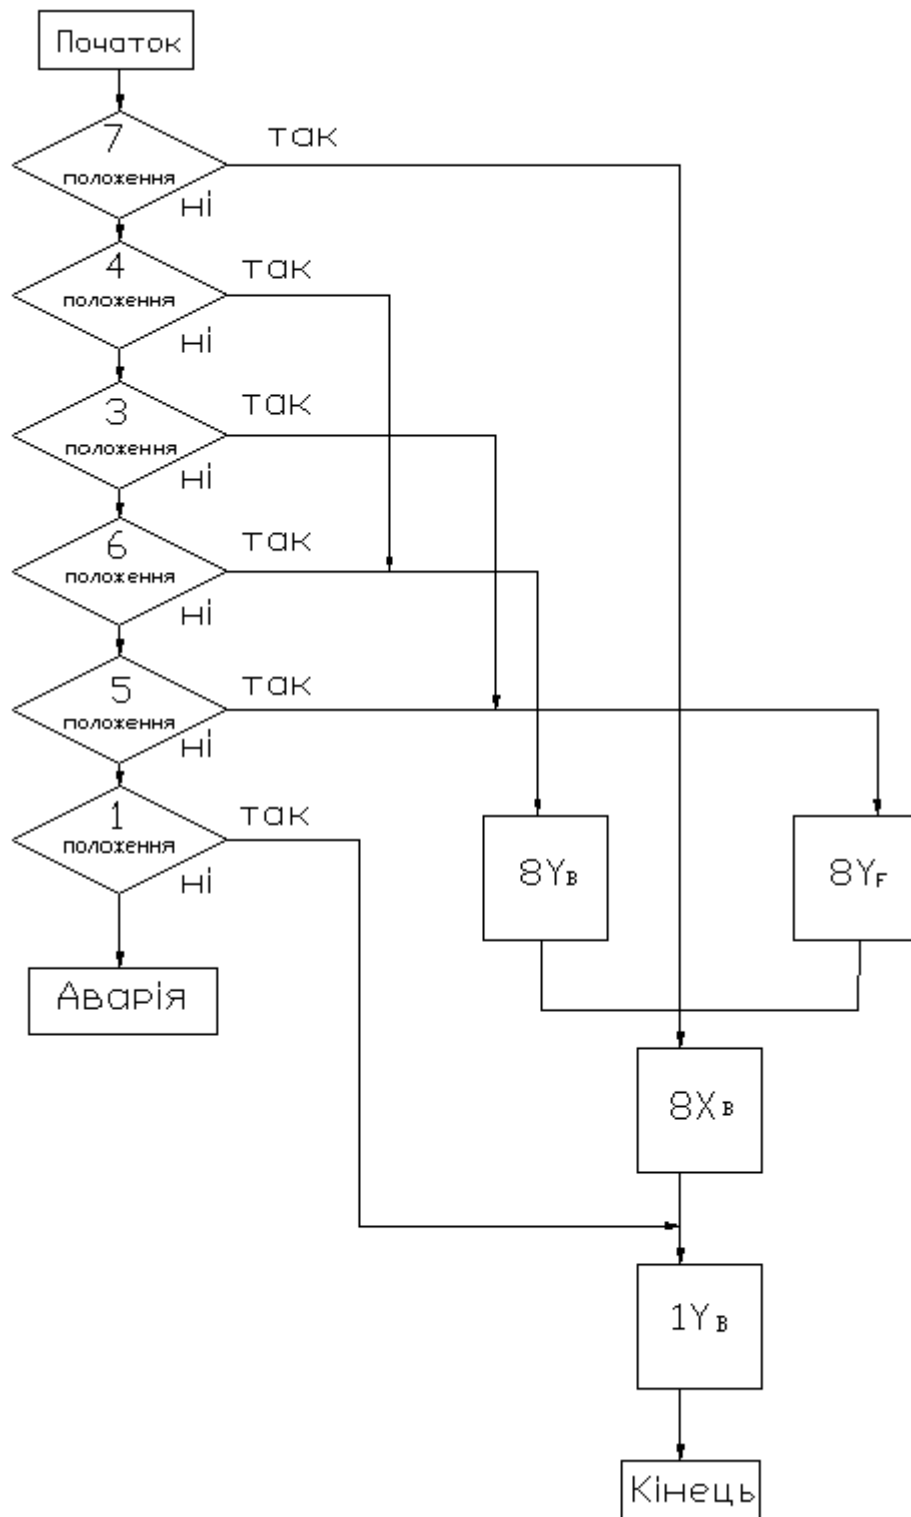 Початок
7
положення
так
ні
4
положення
так
ні
3
положення
так
ні
6
положення
так
ні
5
положення
так
ні
1
положення
так
ні
Аварія
8YB
8YF
8XB
1YB
Кінець